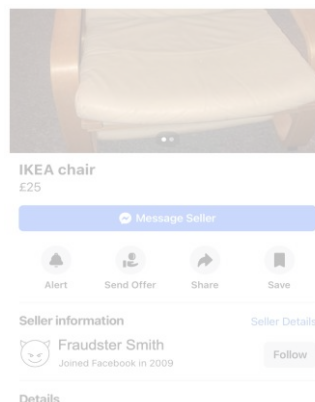 IKEA chair
£25
Message Seller
Alert Send Offer Share Save
Seller information Seller Details
Fraudster Smith
Joined Facebook in 2009
Follow
Details